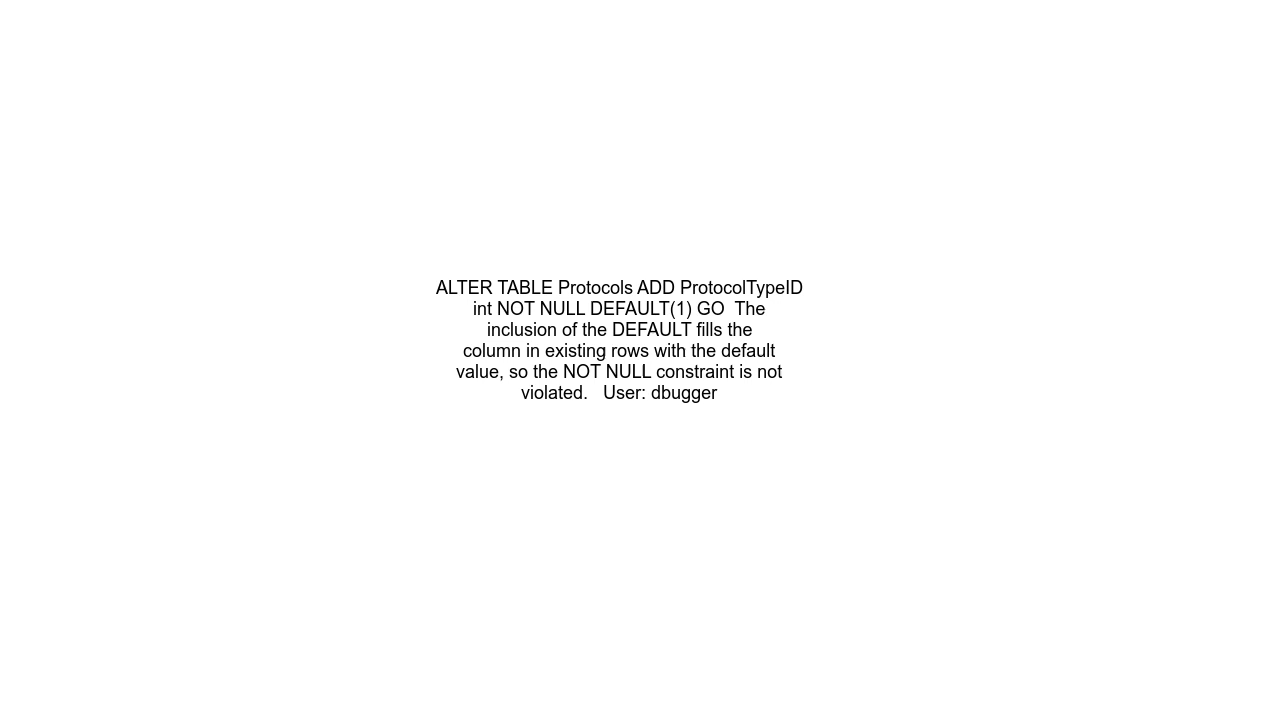 ALTER TABLE Protocols ADD ProtocolTypeID
int NOT NULL DEFAULT(1) GO  The
inclusion of the DEFAULT fills the
column in existing rows with the default
value, so the NOT NULL constraint is not
violated.   User: dbugger